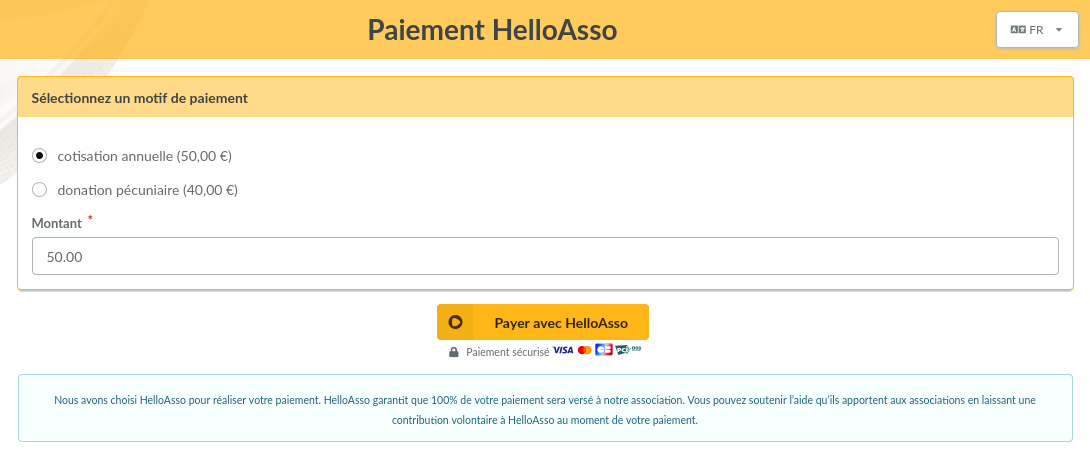 Paiement HelloAsso
FR
Sélectionnez un motif de paiement
cotisation annuelle (50,00 €)
donation pécuniaire (40,00 €)
Montant *
50.00
Payer avec HelloAsso
Paiement sécurisé VISA
Nous avons choisi HelloAsso pour réaliser votre paiement. HelloAsso garantit que 100% de votre paiement sera versé à notre association. Vous pouvez soutenir l'aide qu'ils apportent aux associations en laissant une
contribution volontaire à HelloAsso au moment de votre paiement.